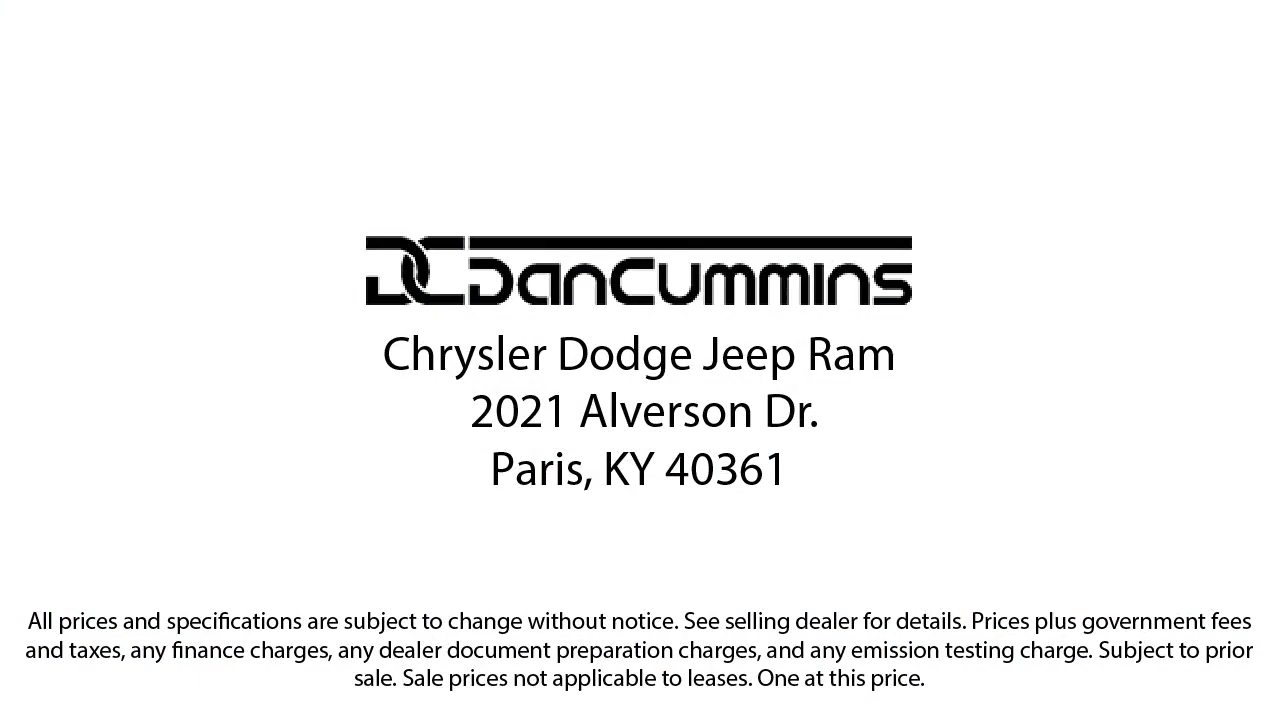 DC DanCummins
Chrysler Dodge Jeep Ram
2021 Alverson Dr.
Paris, KY 40361
All prices and specifications are subject to change without notice. See selling dealer for details. Prices plus government fees
and taxes, any finance charges, any dealer document preparation charges, and any emission testing charge. Subject to prior
sale. Sale prices not applicable to leases. One at this price.